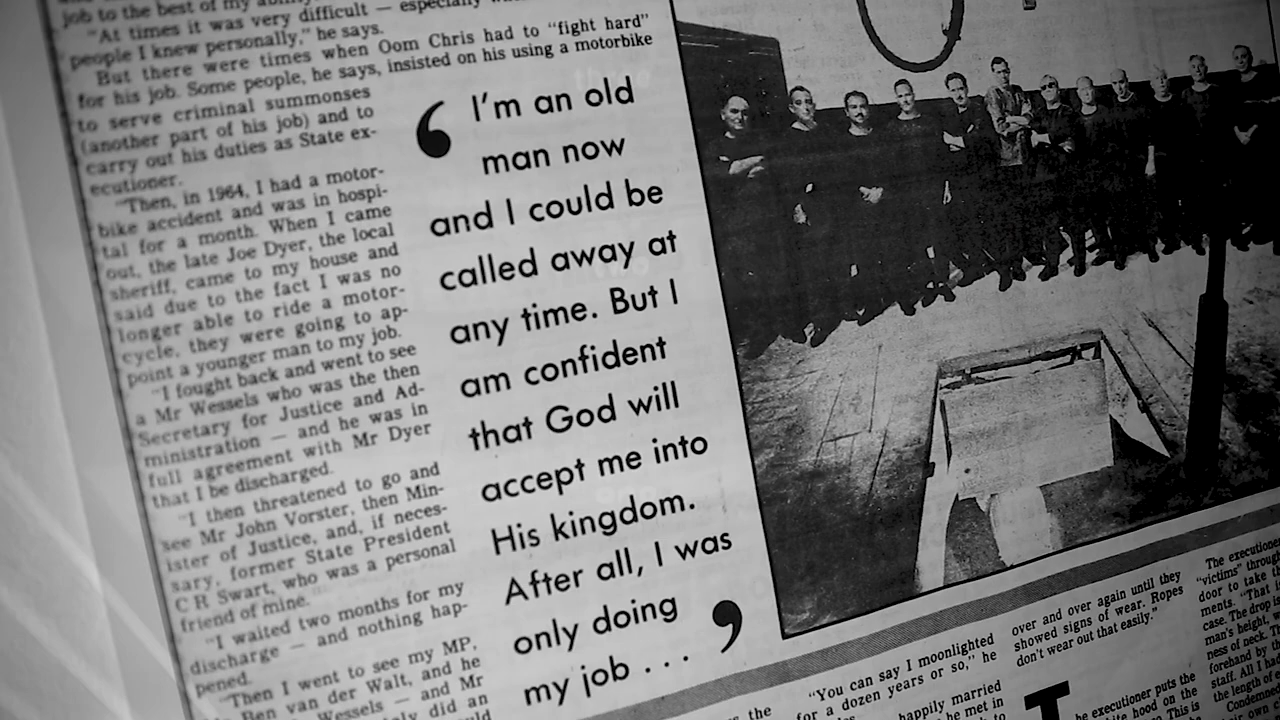 job to the best of my
"At times it was very difficult — especially
people I knew personally," he says.
But there were times when Oom Chris had to "fight hard"
for his job. Some people, he says, insisted on his using a motorbike
to serve criminal summonses
(another part of his job) and to
carry out his duties as State ex-
ecutioner.
"Then, in 1964, I had a motor-
bike accident and was in hospi-
tal for a month. When I came
out, the late Joe Dyer, the local
sheriff, came to my house and
said due to the fact I was no
longer able to ride a motor-
cycle, they were going to ap-
point a younger man to my job.
"I fought back and went to see
a Mr Wessels who was the then
Secretary for Justice and Ad-
ministration — and he was in
full agreement with Mr Dyer
that I be discharged.
"I then threatened to go and
see Mr John Vorster, then Min-
ister of Justice, and, if neces-
sary, former State President
C R Swart, who was a personal
friend of mine.
"I waited two months for my
discharge — and nothing hap-
pened.
"Then I went to see my MP,
Ben van der Walt, and he
Wessels — and Mr
did an
‘ I'm an old
man now
and I could be
called away at
any time. But I
am confident
that God will
accept me into
His kingdom.
After all, I was
only doing
my job . . . ’
the
"You can say I moonlighted
for a dozen years or so," he
happily married
he met in
to
over and over again until they
showed signs of wear. Ropes
don't wear out that easily."
he executioner puts the
hood on the
This is
The executioner
"victims" through
door to take th
ments. "That is
case. The drop is
man's height, w
ness of neck. Th
forehand by th
staff. All I had
the length of
Condemned
own